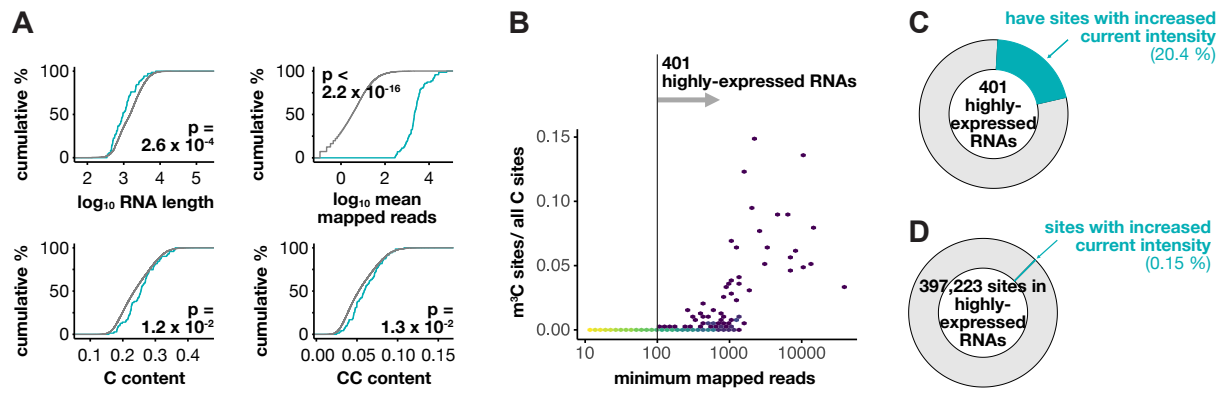 A
cumulative %
100
50
0
p =
2.6 x 10⁻⁴
2 3 4 5
log₁₀ RNA length
cumulative %
100
50
0
p <
2.2 x 10⁻¹⁶
0 2 4
log₁₀ mean
mapped reads
cumulative %
100
50
0
p =
1.2 x 10⁻²
0.1 0.2 0.3 0.4
C content
cumulative %
100
50
0
p =
1.3 x 10⁻²
0.00 0.05 0.10 0.15
CC content
B
401
highly-expressed RNAs
m³C sites/ all C sites
0.15
0.10
0.05
0.00
10 100 1000 10000
minimum mapped reads
C
have sites with increased
current intensity
(20.4 %)
401
highly-
expressed
RNAs
D
sites with increased
current intensity
(0.15 %)
397,223 sites in
highly-
expressed
RNAs